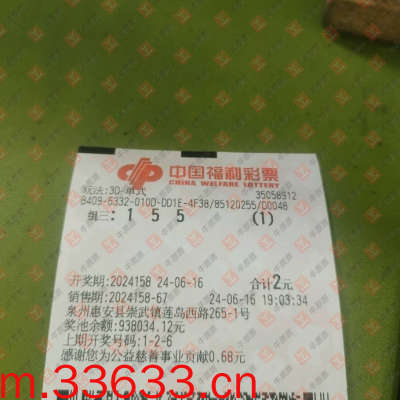 中国福利彩票
CHINA WELFARE LOTTERY
玩法:3D-单式 35058912
8409-6332-010D-DD1E-4F38/85120255/D0048
组三: 1 5 5 (1)
开奖期:2024158 24-06-16 合计2元
销售期:2024158-67 24-06-16 19:03:34
泉州惠安县崇武镇莲岛西路265-1号
奖池余额:938034.12元
上期开奖号码:1-2-6
感谢您为公益慈善事业贡献0.68元
m.33633.cn